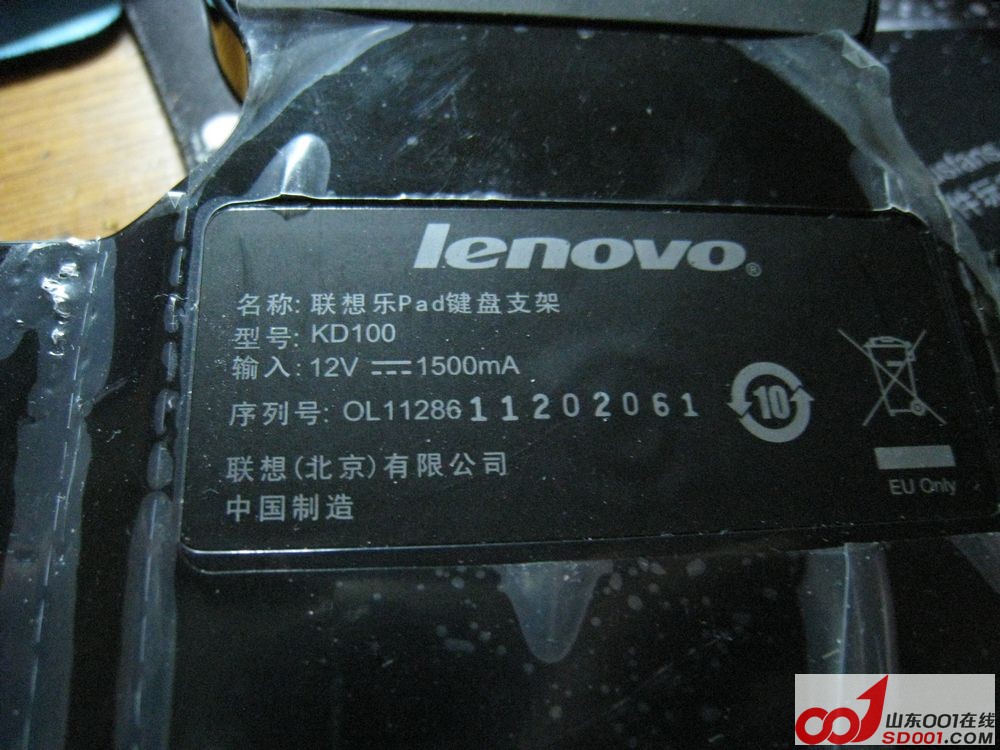 lenovo®
名称: 联想乐Pad键盘支架
型号: KD100
输入: 12V ⎓ 1500mA
序列号: OL1128611202061
10
联想(北京)有限公司
中国制造
EU Only
山东001在线
SD001.COM